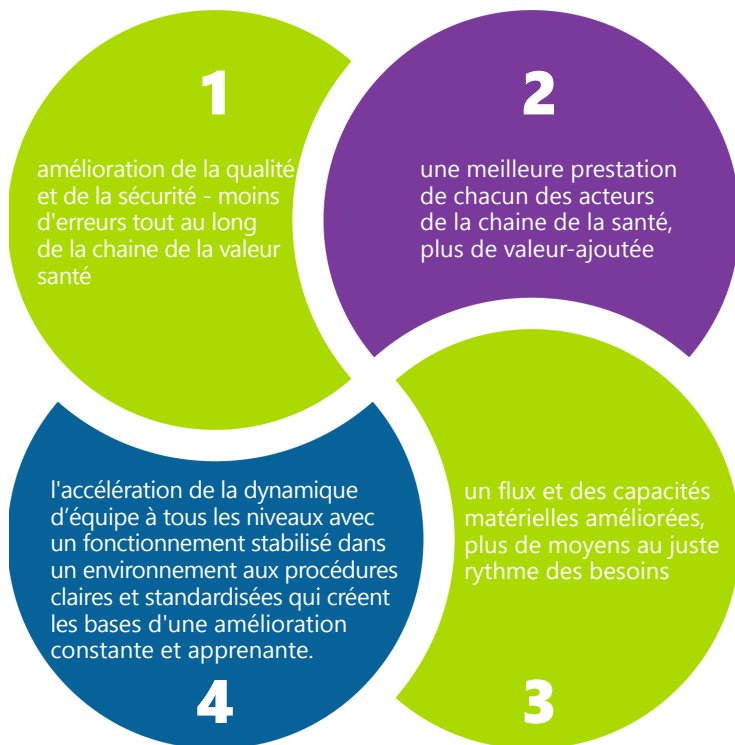 1
amélioration de la qualité
et de la sécurité - moins
d'erreurs tout au long
de la chaine de la valeur
santé
2
une meilleure prestation
de chacun des acteurs
de la chaine de la santé,
plus de valeur-ajoutée
un flux et des capacités
matérielles améliorées,
plus de moyens au juste
rythme des besoins
3
l'accélération de la dynamique
d’équipe à tous les niveaux avec
un fonctionnement stabilisé dans
un environnement aux procédures
claires et standardisées qui créent
les bases d'une amélioration
constante et apprenante.
4